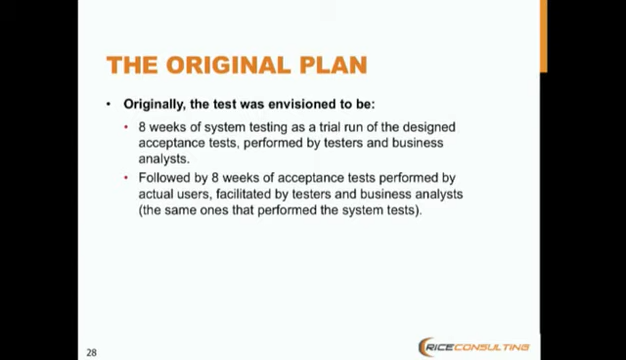 THE ORIGINAL PLAN
• Originally, the test was envisioned to be:
• 8 weeks of system testing as a trial run of the designed
acceptance tests, performed by testers and business
analysts.
• Followed by 8 weeks of acceptance tests performed by
actual users, facilitated by testers and business analysts
(the same ones that performed the system tests).
28
RICECONSULTING